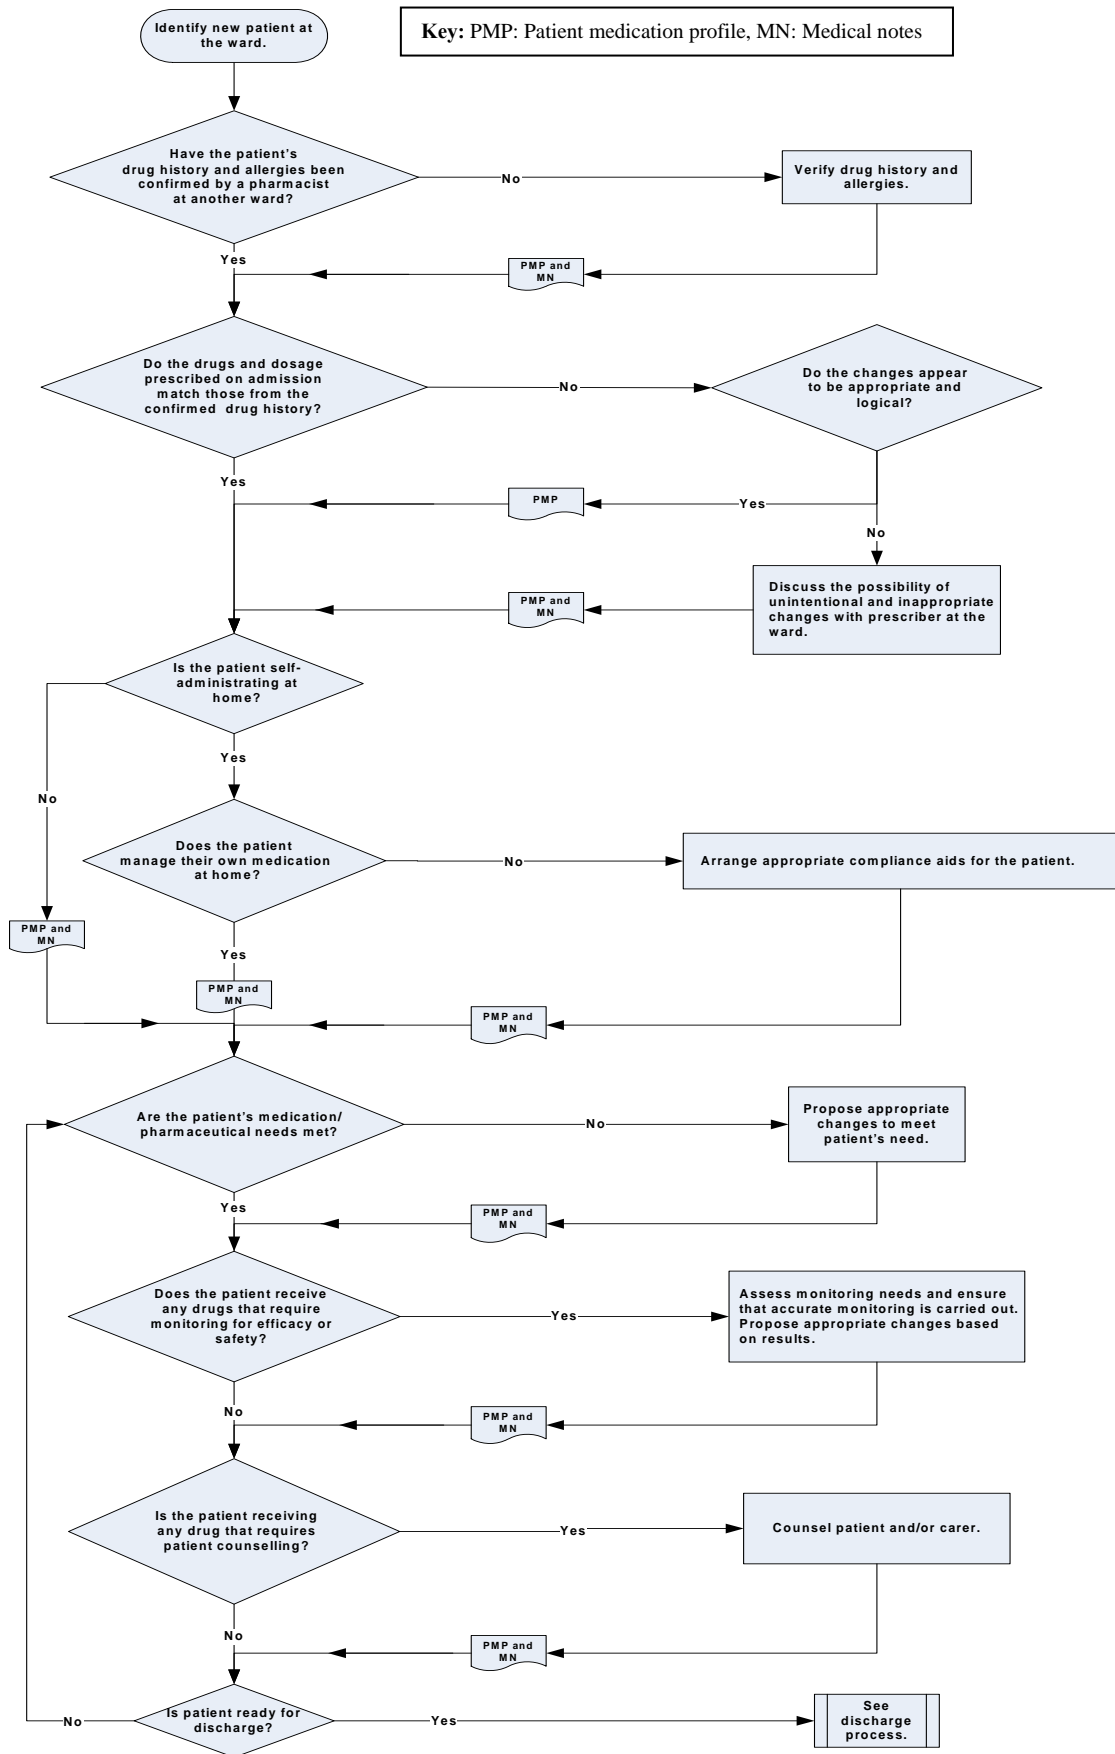 Identify new patient at
the ward.
Key: PMP: Patient medication profile, MN: Medical notes
Have the patient's
drug history and allergies been
confirmed by a pharmacist
at another ward?
No
Verify drug history and
allergies.
Yes
PMP and
MN
Do the drugs and dosage
prescribed on admission
match those from the
confirmed drug history?
No
Do the changes appear
to be appropriate and
logical?
Yes
PMP
Yes
No
Discuss the possibility of
unintentional and inappropriate
changes with prescriber at the
ward.
PMP and
MN
Is the patient self-
administrating at
home?
Yes
No
Does the patient
manage their own medication
at home?
No
Arrange appropriate compliance aids for the patient.
PMP and
MN
Yes
PMP and
MN
PMP and
MN
Are the patient's medication/
pharmaceutical needs met?
No
Propose appropriate
changes to meet
patient's need.
Yes
PMP and
MN
Does the patient receive
any drugs that require
monitoring for efficacy or
safety?
Yes
Assess monitoring needs and ensure
that accurate monitoring is carried out.
Propose appropriate changes based
on results.
No
PMP and
MN
Is the patient receiving
any drug that requires
patient counselling?
Yes
Counsel patient and/or carer.
No
PMP and
MN
Is patient ready for
discharge?
No
Yes
See
discharge
process.